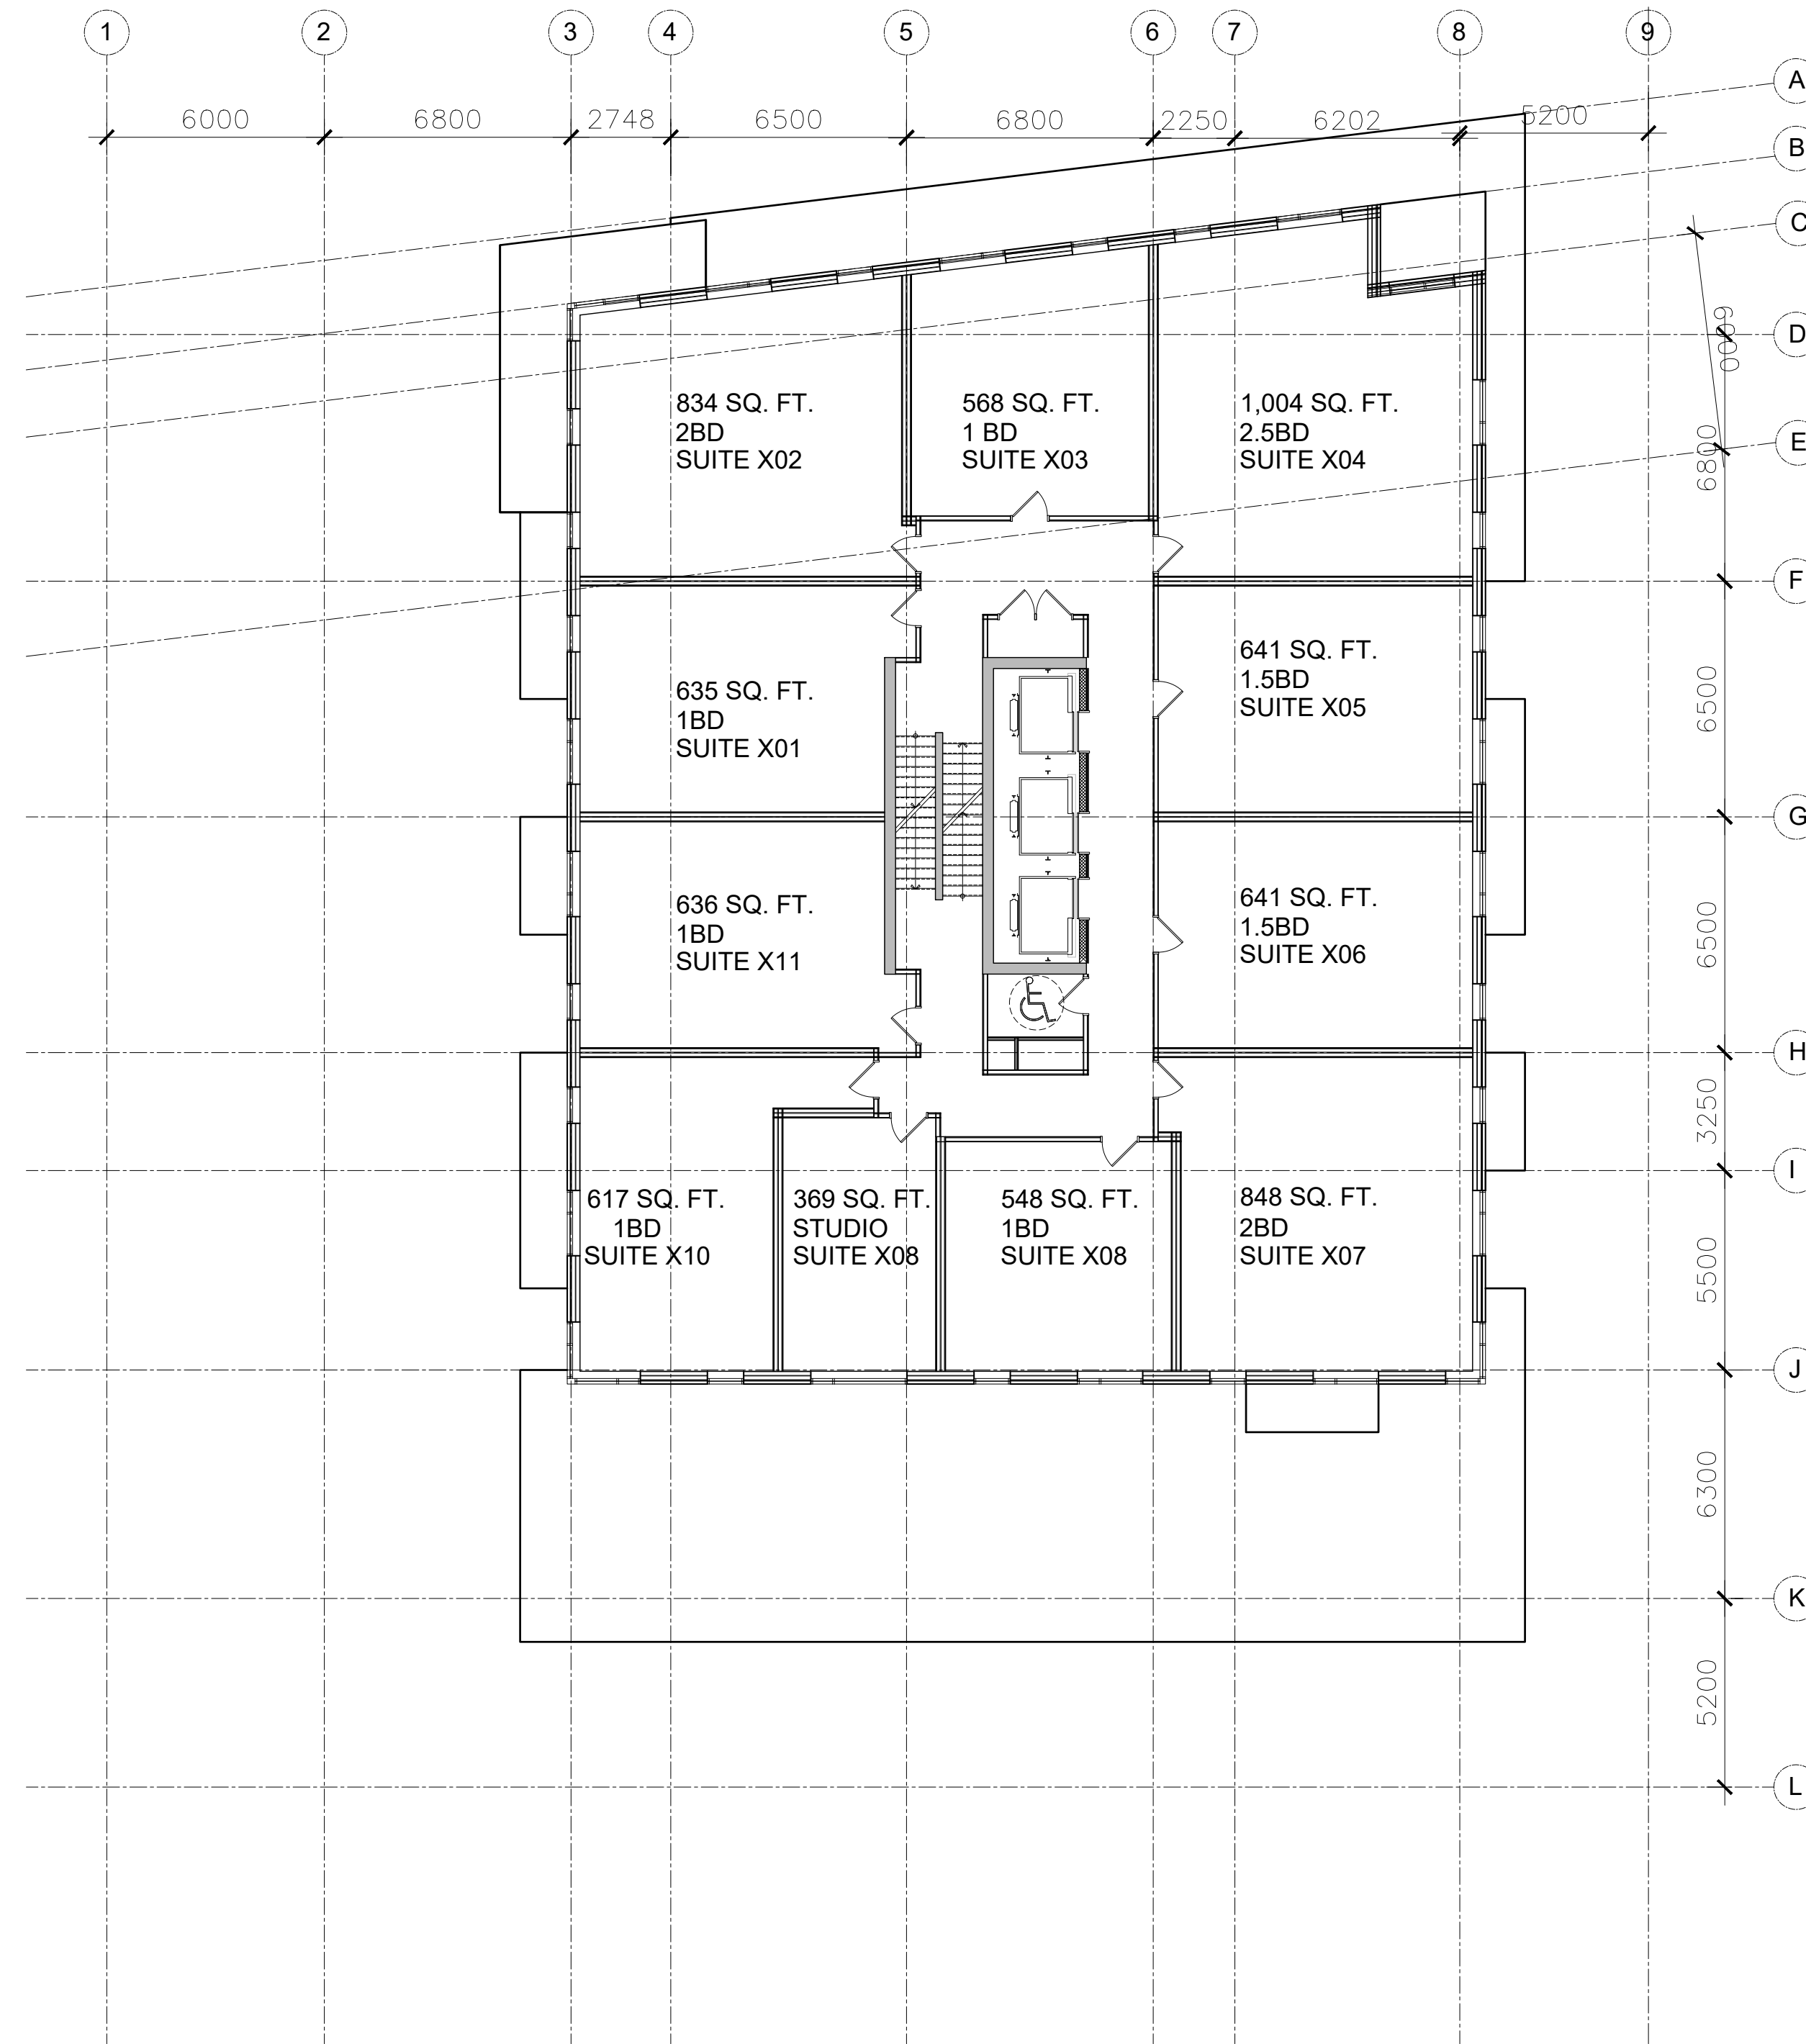 1 2 3 4 5 6 7 8 9
A
6000 6800 2748 6500 6800 2250 6202 5200
B
C
D
6000
834 SQ. FT.
2BD
SUITE X02
568 SQ. FT.
1 BD
SUITE X03
1,004 SQ. FT.
2.5BD
SUITE X04
E
6800
F
635 SQ. FT.
1BD
SUITE X01
641 SQ. FT.
1.5BD
SUITE X05
6500
G
636 SQ. FT.
1BD
SUITE X11
641 SQ. FT.
1.5BD
SUITE X06
6500
H
3250
I
617 SQ. FT.
1BD
SUITE X10
369 SQ. FT.
STUDIO
SUITE X08
548 SQ. FT.
1BD
SUITE X08
848 SQ. FT.
2BD
SUITE X07
5500
J
6300
K
5200
L